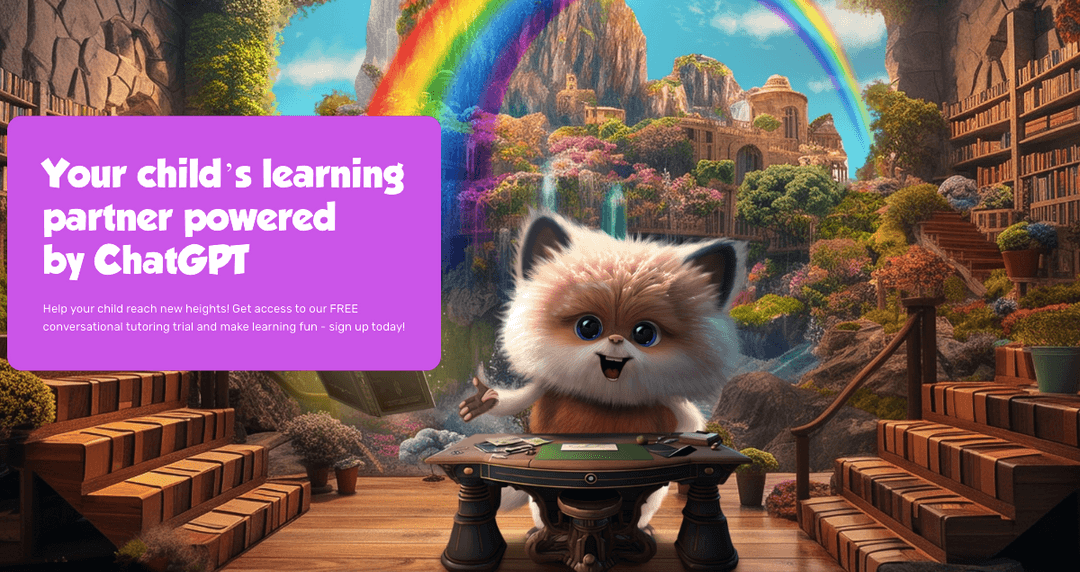 Your child's learning
partner powered
by ChatGPT
Help your child reach new heights! Get access to our FREE
conversational tutoring trial and make learning fun - sign up today!